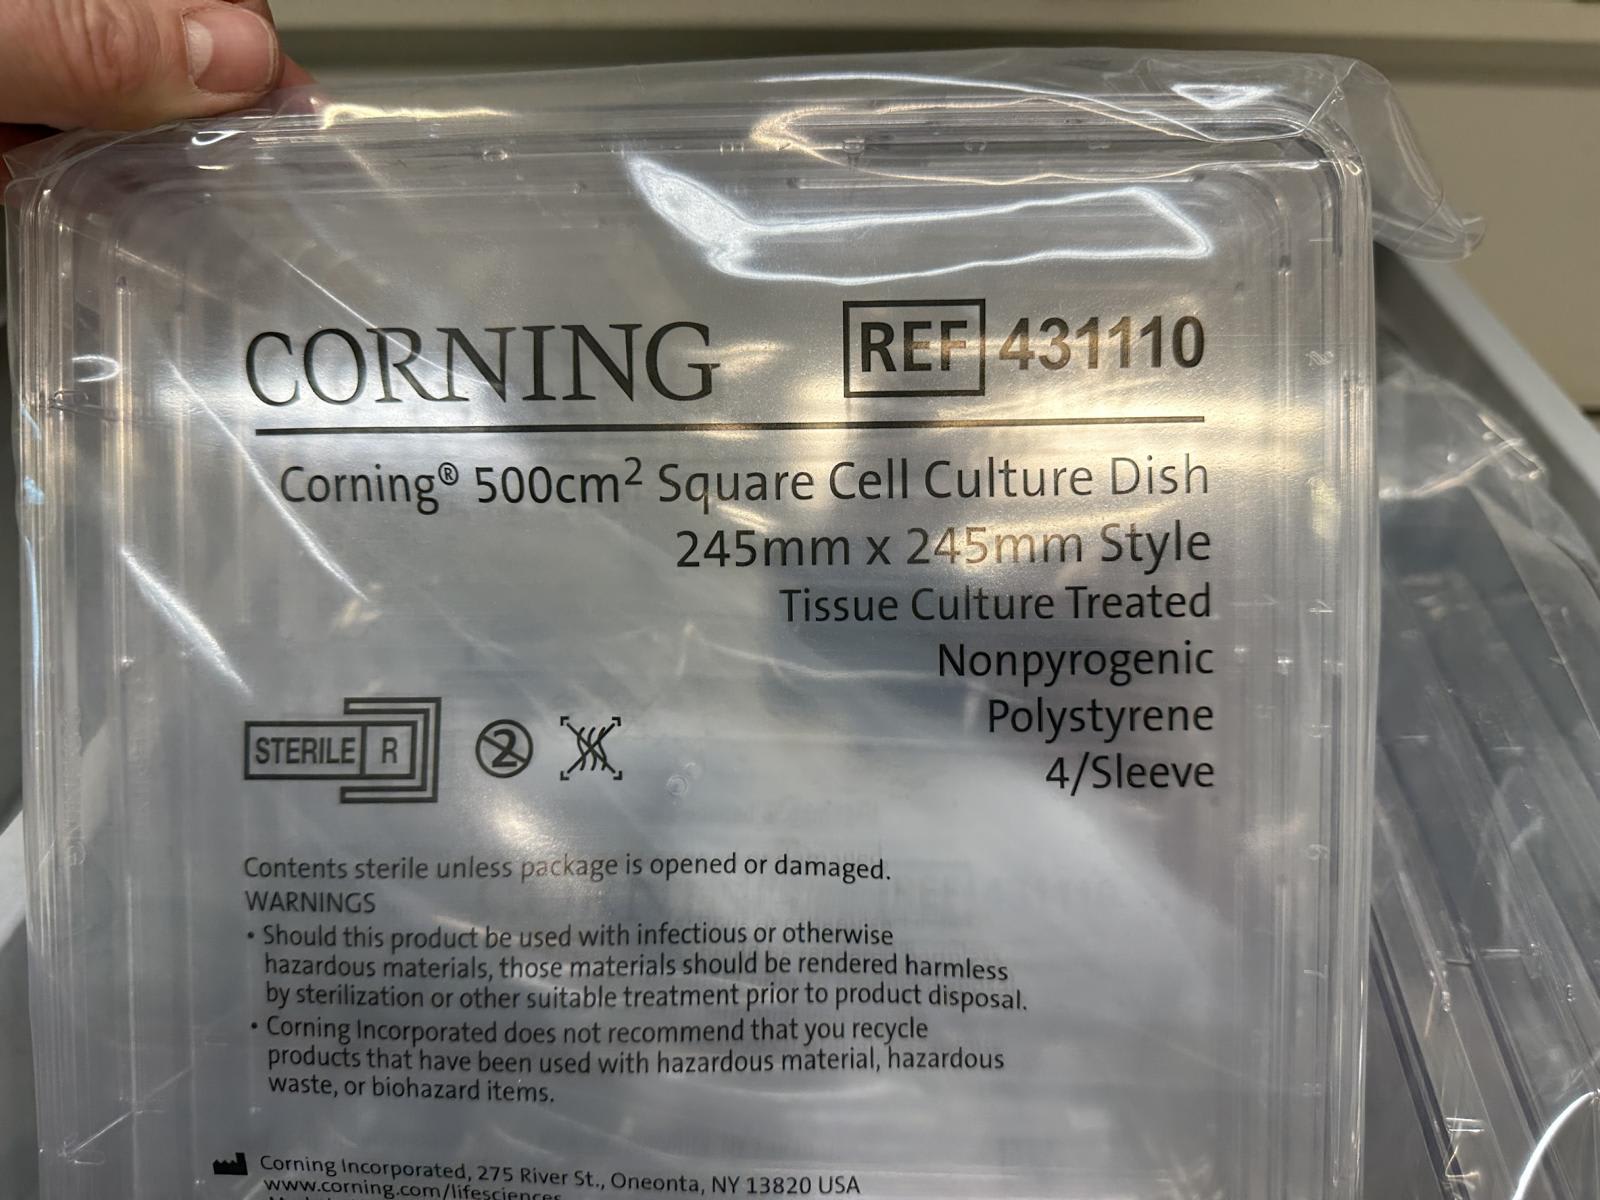 CORNING
REF 431110
Corning® 500cm² Square Cell Culture Dish
245mm x 245mm Style
Tissue Culture Treated
Nonpyrogenic
Polystyrene
4/Sleeve
STERILE R
2
Contents sterile unless package is opened or damaged.
WARNINGS
• Should this product be used with infectious or otherwise
hazardous materials, those materials should be rendered harmless
by sterilization or other suitable treatment prior to product disposal.
• Corning Incorporated does not recommend that you recycle
products that have been used with hazardous material, hazardous
waste, or biohazard items.
Corning Incorporated, 275 River St., Oneonta, NY 13820 USA
www.corning.com/lifesciences